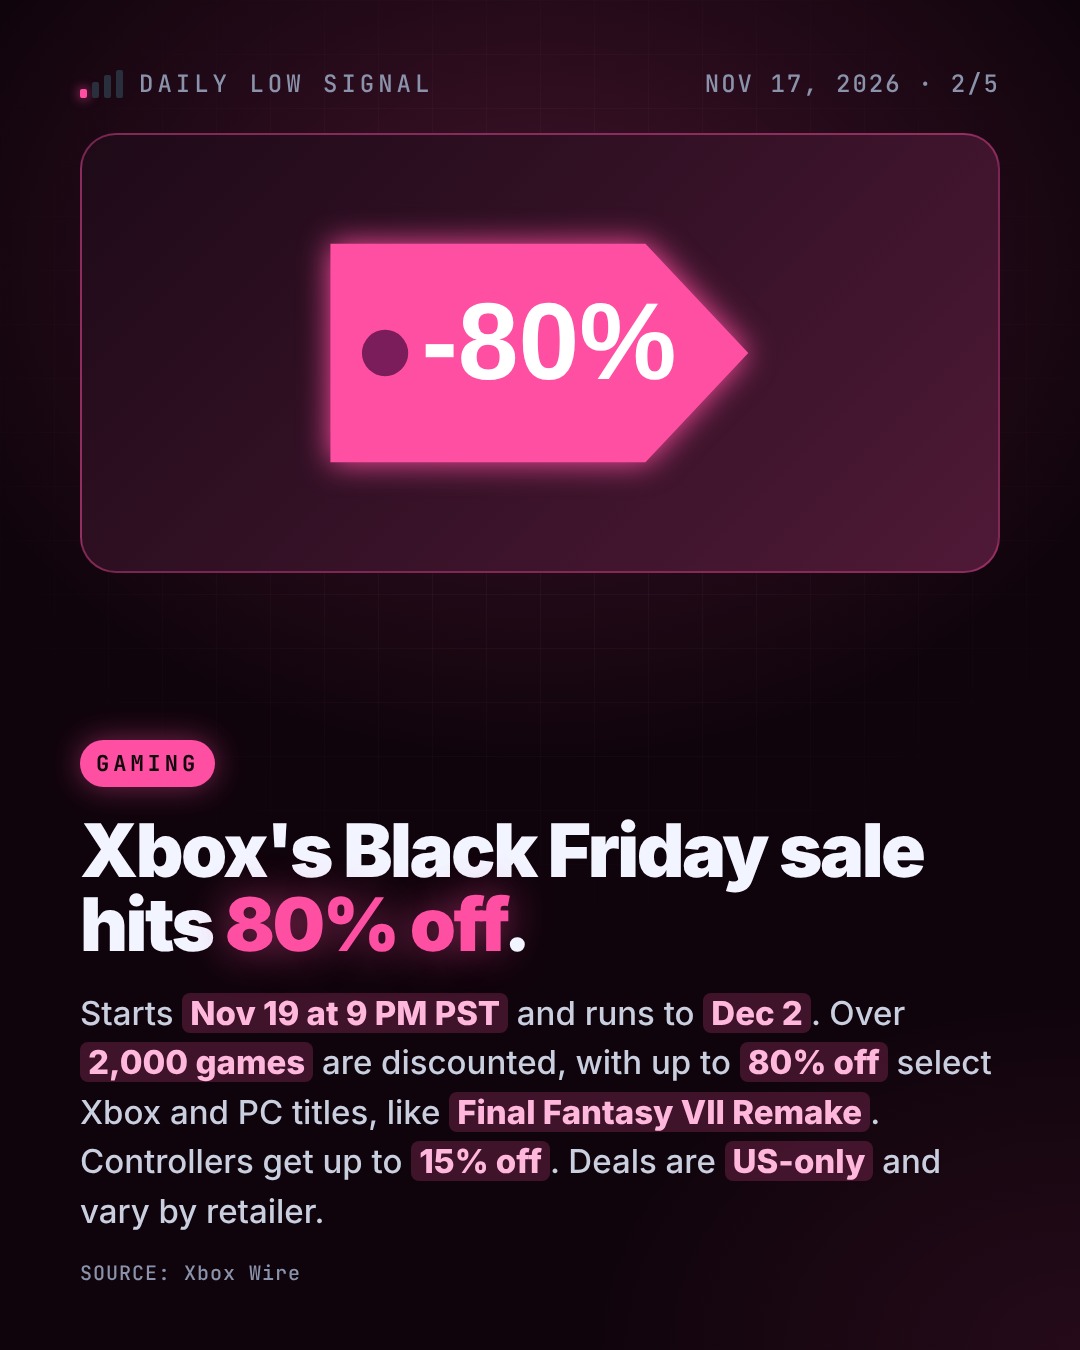 DAILY LOW SIGNAL
NOV 17, 2026 · 2/5
-80%
GAMING
Xbox's Black Friday sale
hits 80% off.
Starts Nov 19 at 9 PM PST and runs to Dec 2. Over
2,000 games are discounted, with up to 80% off select
Xbox and PC titles, like Final Fantasy VII Remake.
Controllers get up to 15% off. Deals are US-only and
vary by retailer.
SOURCE: Xbox Wire